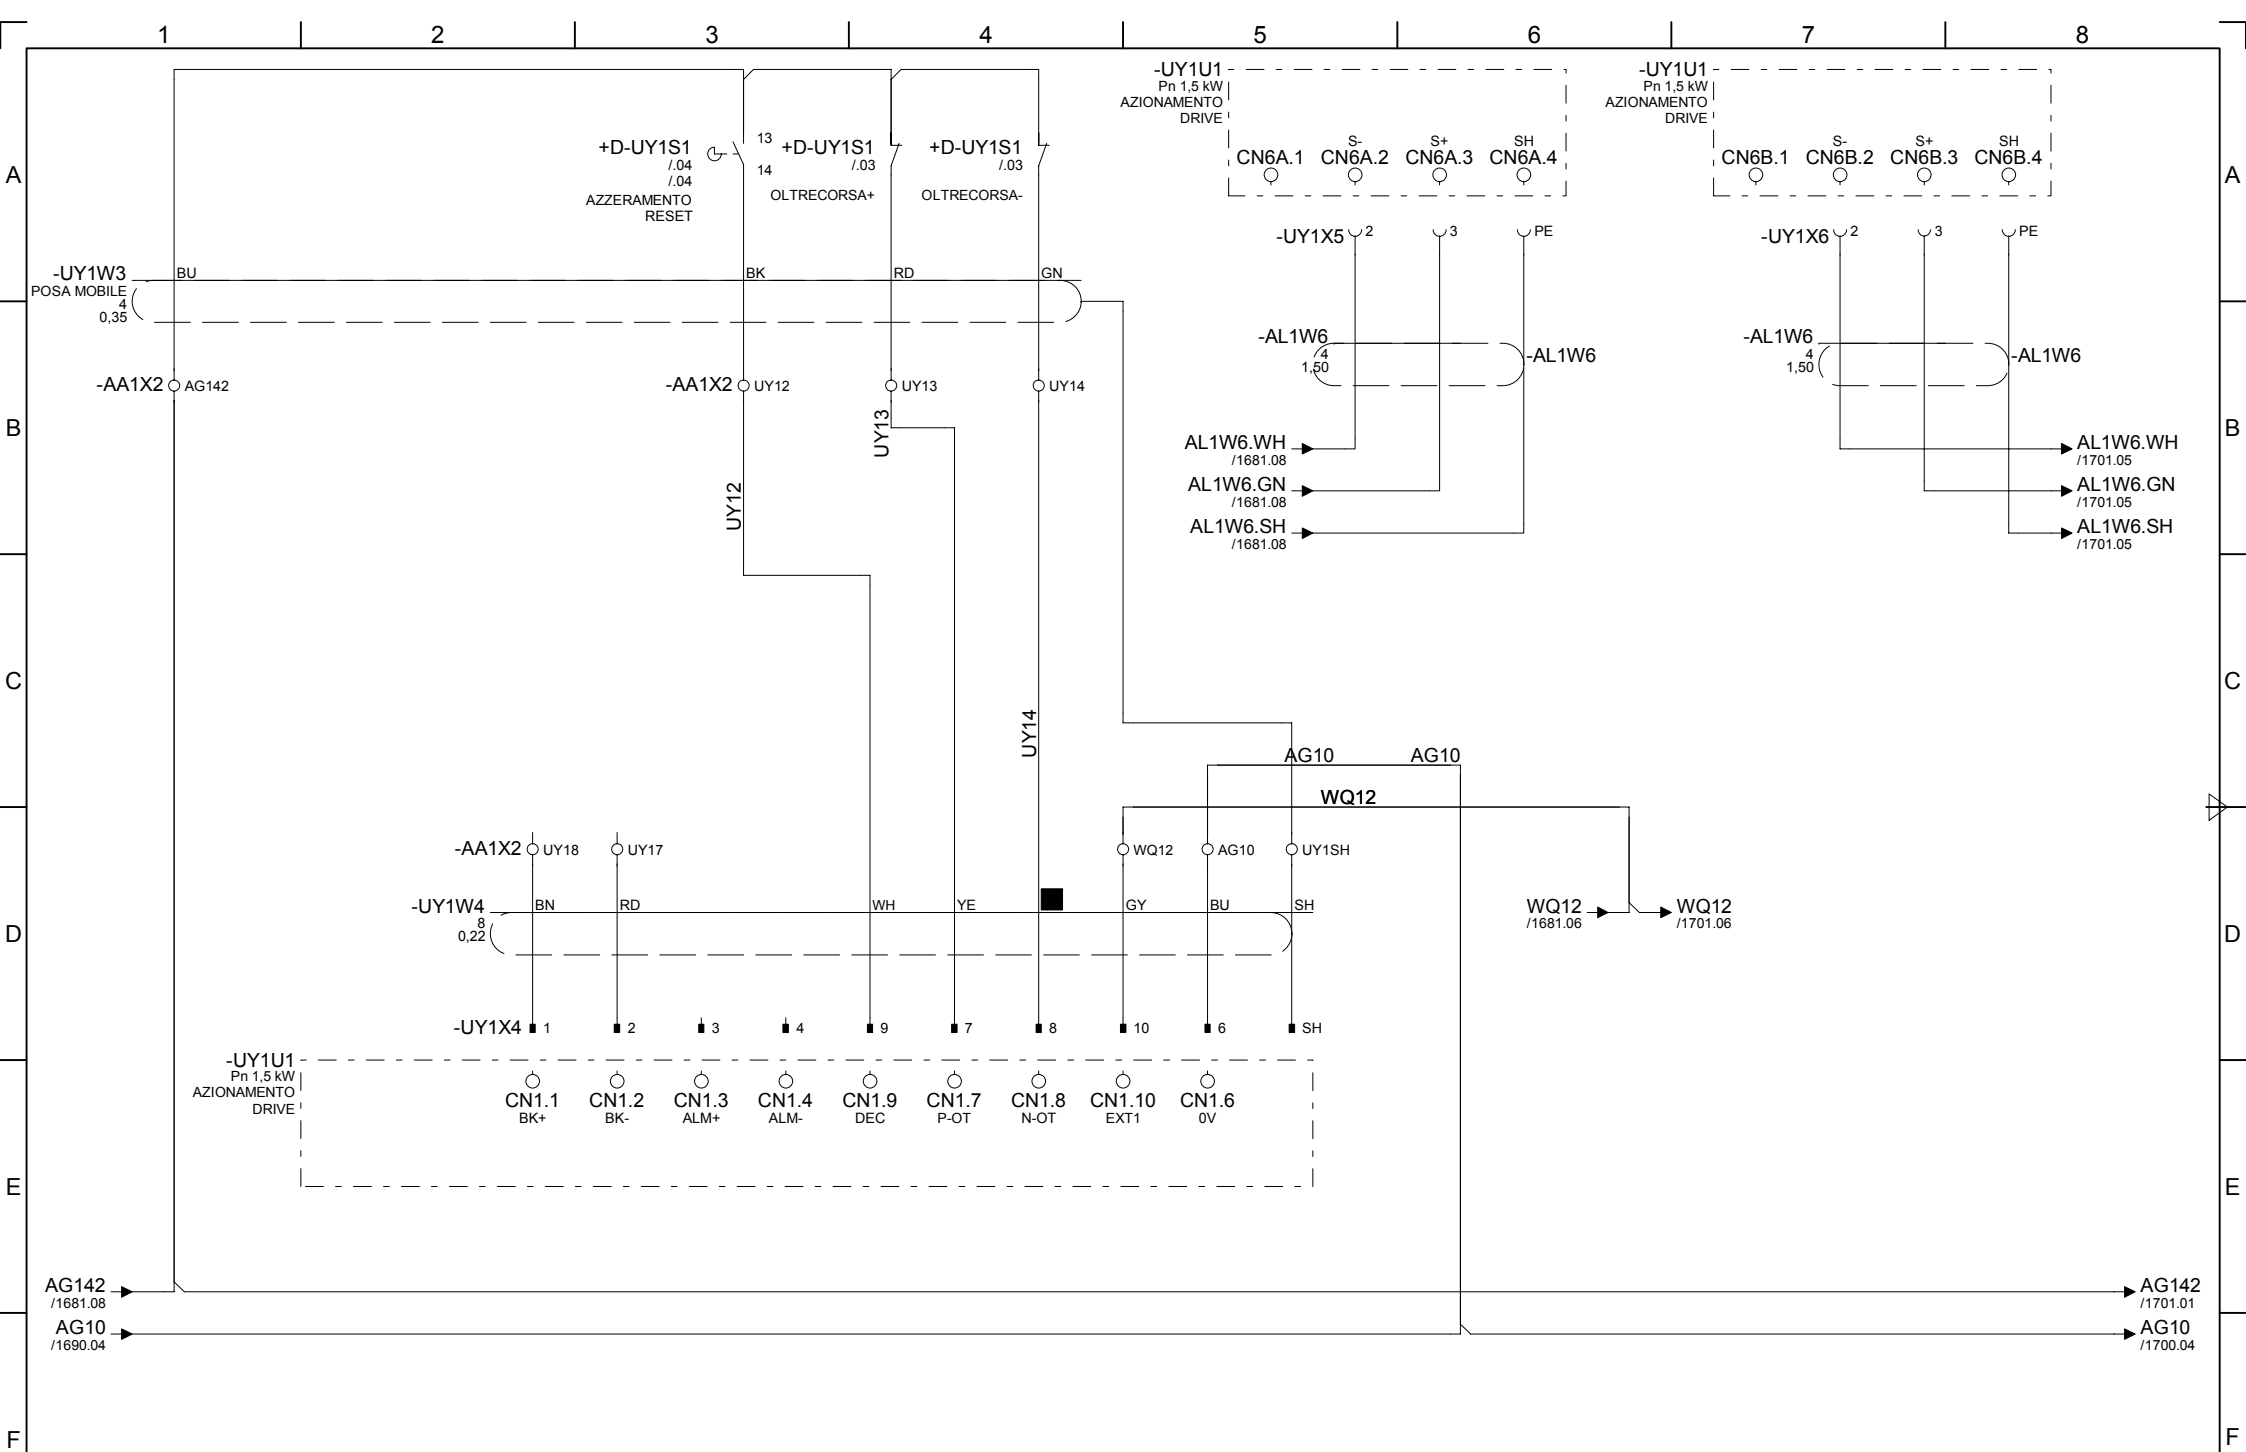 1 2 3 4 5 6 7 8
A A
B B
C C
D D
E E
F F
+D-UY1S1
/.04
/.04
AZZERAMENTO
RESET
13
14
+D-UY1S1
/.03
OLTRECORSA+
+D-UY1S1
/.03
OLTRECORSA-
-UY1U1
Pn 1,5 kW
AZIONAMENTO
DRIVE
S- S+ SH
CN6A.1 CN6A.2 CN6A.3 CN6A.4
-UY1U1
Pn 1,5 kW
AZIONAMENTO
DRIVE
S- S+ SH
CN6B.1 CN6B.2 CN6B.3 CN6B.4
-UY1X5 2 3 PE
-UY1X6 2 3 PE
-UY1W3 BU BK RD GN
POSA MOBILE
4
0,35
-AL1W6
4
1,50
-AL1W6
-AL1W6
4
1,50
-AL1W6
-AA1X2 AG142
-AA1X2 UY12 UY13 UY14
UY13
UY12
UY14
AL1W6.WH
/1681.08
AL1W6.GN
/1681.08
AL1W6.SH
/1681.08
AL1W6.WH
/1701.05
AL1W6.GN
/1701.05
AL1W6.SH
/1701.05
AG10 AG10
WQ12
-AA1X2 UY18 UY17 WQ12 AG10 UY1SH
-UY1W4 BN RD WH YE GY BU SH
8
0,22
WQ12
/1681.06
WQ12
/1701.06
-UY1X4 1 2 3 4 9 7 8 10 6 SH
-UY1U1
Pn 1,5 kW
AZIONAMENTO
DRIVE
CN1.1 CN1.2 CN1.3 CN1.4 CN1.9 CN1.7 CN1.8 CN1.10 CN1.6
BK+ BK- ALM+ ALM- DEC P-OT N-OT EXT1 0V
AG142
/1681.08
AG142
/1701.01
AG10
/1690.04
AG10
/1700.04